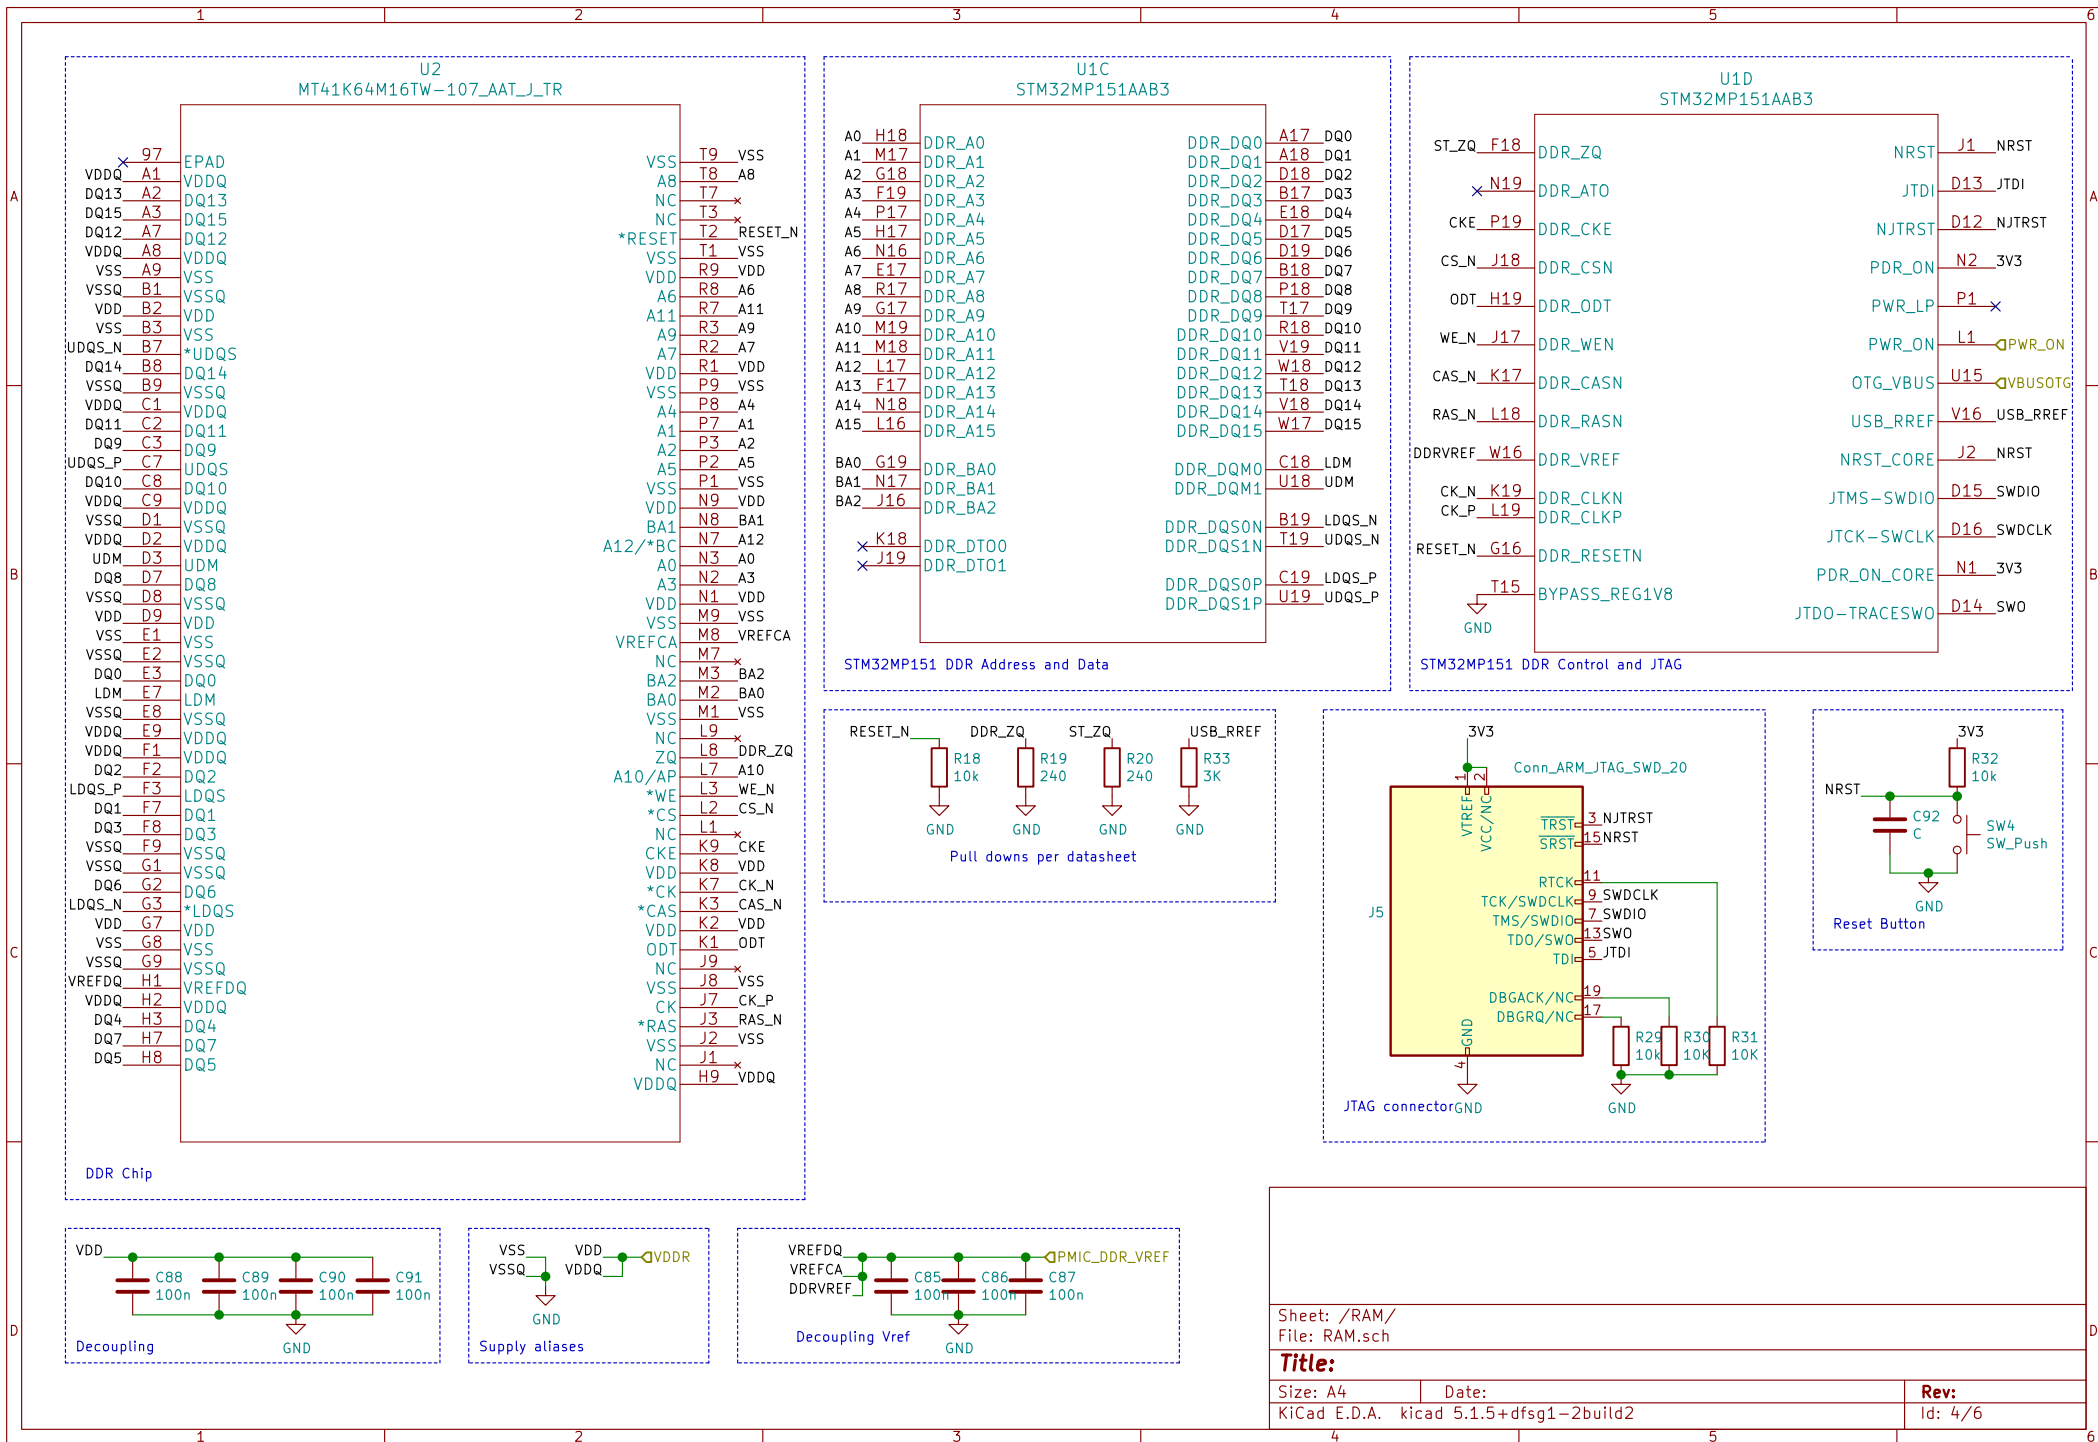 1 2 3 4 5 6
A
B
C
D
U2
MT41K64M16TW-107_AAT_J_TR
97 EPAD
VDDQ A1 VDDQ
DQ13 A2 DQ13
DQ15 A3 DQ15
DQ12 A7 DQ12
VDDQ A8 VDDQ
VSS A9 VSS
VSSQ B1 VSSQ
VDD B2 VDD
VSS B3 VSS
UDQS_N B7 *UDQS
DQ14 B8 DQ14
VSSQ B9 VSSQ
VDDQ C1 VDDQ
DQ11 C2 DQ11
DQ9 C3 DQ9
UDQS_P C7 UDQS
DQ10 C8 DQ10
VDDQ C9 VDDQ
VSSQ D1 VSSQ
VDDQ D2 VDDQ
UDM D3 UDM
DQ8 D7 DQ8
VSSQ D8 VSSQ
VDD D9 VDD
VSS E1 VSS
VSSQ E2 VSSQ
DQ0 E3 DQ0
LDM E7 LDM
VSSQ E8 VSSQ
VDDQ E9 VDDQ
VDDQ F1 VDDQ
DQ2 F2 DQ2
LDQS_P F3 LDQS
DQ1 F7 DQ1
DQ3 F8 DQ3
VSSQ F9 VSSQ
VSSQ G1 VSSQ
DQ6 G2 DQ6
LDQS_N G3 *LDQS
VDD G7 VDD
VSS G8 VSS
VSSQ G9 VSSQ
VREFDQ H1 VREFDQ
VDDQ H2 VDDQ
DQ4 H3 DQ4
DQ7 H7 DQ7
DQ5 H8 DQ5
VSS T9 VSS
A8 T8 A8
NC T7
NC T3
*RESET T2 RESET_N
VSS T1 VSS
VDD R9 VDD
A6 R8 A6
A11 R7 A11
A9 R3 A9
A7 R2 A7
VDD R1 VDD
VSS P9 VSS
A4 P8 A4
A1 P7 A1
A2 P3 A2
A5 P2 A5
VSS P1 VSS
VDD N9 VDD
BA1 N8 BA1
A12/*BC N7 A12
A0 N3 A0
A3 N2 A3
VDD N1 VDD
VSS M9 VSS
VREFCA M8 VREFCA
NC M7
BA2 M3 BA2
BA0 M2 BA0
VSS M1 VSS
NC L9
ZQ L8 DDR_ZQ
A10/AP L7 A10
*WE L3 WE_N
*CS L2 CS_N
NC L1
CKE K9 CKE
VDD K8 VDD
*CK K7 CK_N
*CAS K3 CAS_N
VDD K2 VDD
ODT K1 ODT
NC J9
VSS J8 VSS
CK J7 CK_P
*RAS J3 RAS_N
VSS J2 VSS
NC J1
VDDQ H9 VDDQ
DDR Chip
U1C
STM32MP151AAB3
A0 H18 DDR_A0
A1 M17 DDR_A1
A2 G18 DDR_A2
A3 F19 DDR_A3
A4 P17 DDR_A4
A5 H17 DDR_A5
A6 N16 DDR_A6
A7 E17 DDR_A7
A8 R17 DDR_A8
A9 G17 DDR_A9
A10 M19 DDR_A10
A11 M18 DDR_A11
A12 L17 DDR_A12
A13 F17 DDR_A13
A14 N18 DDR_A14
A15 L16 DDR_A15
BA0 G19 DDR_BA0
BA1 N17 DDR_BA1
BA2 J16 DDR_BA2
K18 DDR_DTO0
J19 DDR_DTO1
DDR_DQ0 A17 DQ0
DDR_DQ1 A18 DQ1
DDR_DQ2 D18 DQ2
DDR_DQ3 B17 DQ3
DDR_DQ4 E18 DQ4
DDR_DQ5 D17 DQ5
DDR_DQ6 D19 DQ6
DDR_DQ7 B18 DQ7
DDR_DQ8 P18 DQ8
DDR_DQ9 T17 DQ9
DDR_DQ10 R18 DQ10
DDR_DQ11 V19 DQ11
DDR_DQ12 W18 DQ12
DDR_DQ13 T18 DQ13
DDR_DQ14 V18 DQ14
DDR_DQ15 W17 DQ15
DDR_DQM0 C18 LDM
DDR_DQM1 U18 UDM
DDR_DQS0N B19 LDQS_N
DDR_DQS1N T19 UDQS_N
DDR_DQS0P C19 LDQS_P
DDR_DQS1P U19 UDQS_P
STM32MP151 DDR Address and Data
U1D
STM32MP151AAB3
ST_ZQ F18 DDR_ZQ
N19 DDR_ATO
CKE P19 DDR_CKE
CS_N J18 DDR_CSN
ODT H19 DDR_ODT
WE_N J17 DDR_WEN
CAS_N K17 DDR_CASN
RAS_N L18 DDR_RASN
DDRVREF W16 DDR_VREF
CK_N K19 DDR_CLKN
CK_P L19 DDR_CLKP
RESET_N G16 DDR_RESETN
T15 BYPASS_REG1V8
GND
NRST J1 NRST
JTDI D13 JTDI
NJTRST D12 NJTRST
PDR_ON N2 3V3
PWR_LP P1
PWR_ON L1 PWR_ON
OTG_VBUS U15 VBUSOTG
USB_RREF V16 USB_RREF
NRST_CORE J2 NRST
JTMS-SWDIO D15 SWDIO
JTCK-SWCLK D16 SWDCLK
PDR_ON_CORE N1 3V3
JTDO-TRACESWO D14 SWO
STM32MP151 DDR Control and JTAG
RESET_N DDR_ZQ ST_ZQ USB_RREF
R18 R19 R20 R33
10k 240 240 3K
GND GND GND GND
Pull downs per datasheet
3V3
Conn_ARM_JTAG_SWD_20
1 2
VTREF VCC/NC
TRST 3 NJTRST
SRST 15 NRST
RTCK 11
TCK/SWDCLK 9 SWDCLK
J5
TMS/SWDIO 7 SWDIO
TDO/SWO 13 SWO
TDI 5 JTDI
DBGACK/NC 19
DBGRQ/NC 17
GND
4
R29 R30 R31
10K 10K 10K
JTAG connector
GND GND
3V3
R32
10k
NRST
C92
C
SW4
SW_Push
GND
Reset Button
VDD
C88 C89 C90 C91
100n 100n 100n 100n
GND
Decoupling
VSS VDD VDDR
VSSQ VDDQ
GND
Supply aliases
VREFDQ PMIC_DDR_VREF
VREFCA
DDRVREF
C85 C86 C87
100n 100n 100n
Decoupling Vref
GND
Sheet: /RAM/
File: RAM.sch
Title:
Size: A4 Date: Rev:
KiCad E.D.A. kicad 5.1.5+dfsg1-2build2 Id: 4/6
A
B
C
D
1 2 3 4 5 6